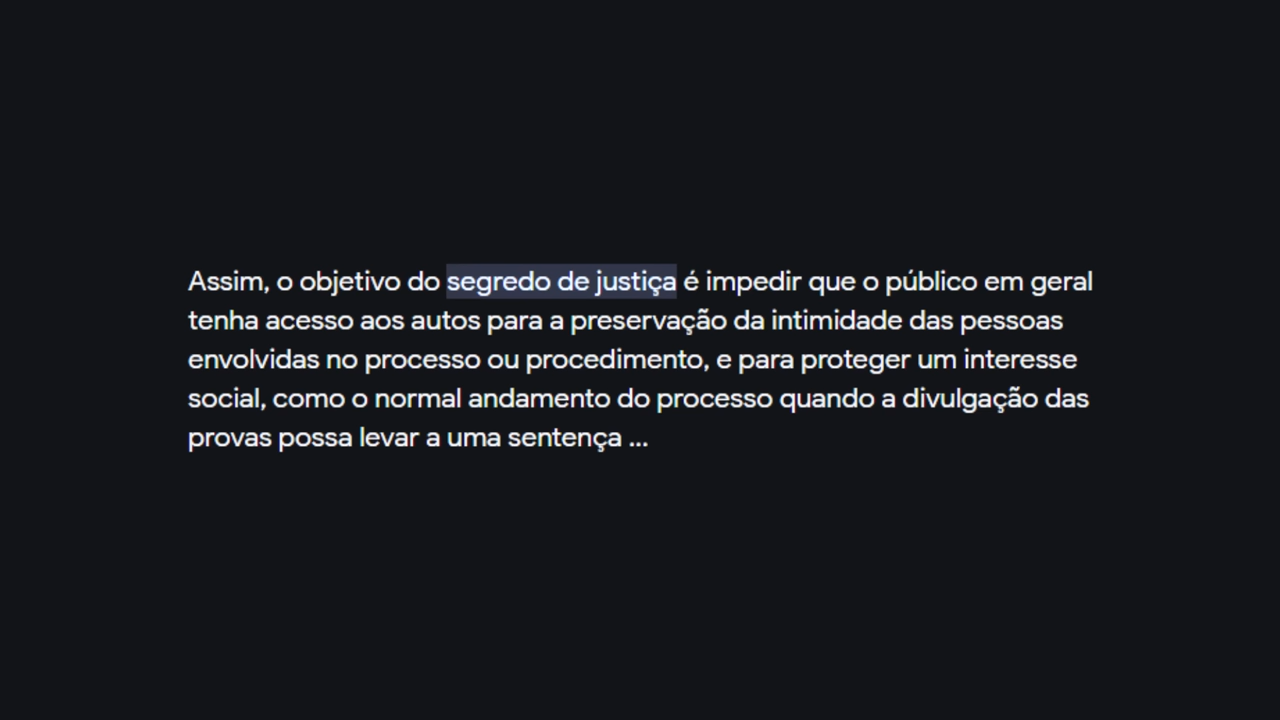 Assim, o objetivo do segredo de justiça é impedir que o público em geral
tenha acesso aos autos para a preservação da intimidade das pessoas
envolvidas no processo ou procedimento, e para proteger um interesse
social, como o normal andamento do processo quando a divulgação das
provas possa levar a uma sentença ...